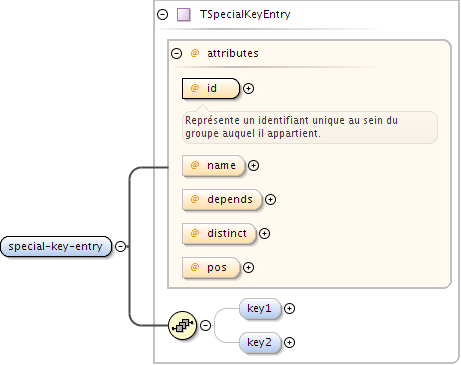 TSpecialKeyEntry
@ attributes
@ id
Représente un identifiant unique au sein du
groupe auquel il appartient.
@ name
@ depends
@ distinct
@ pos
special-key-entry
key1
key2